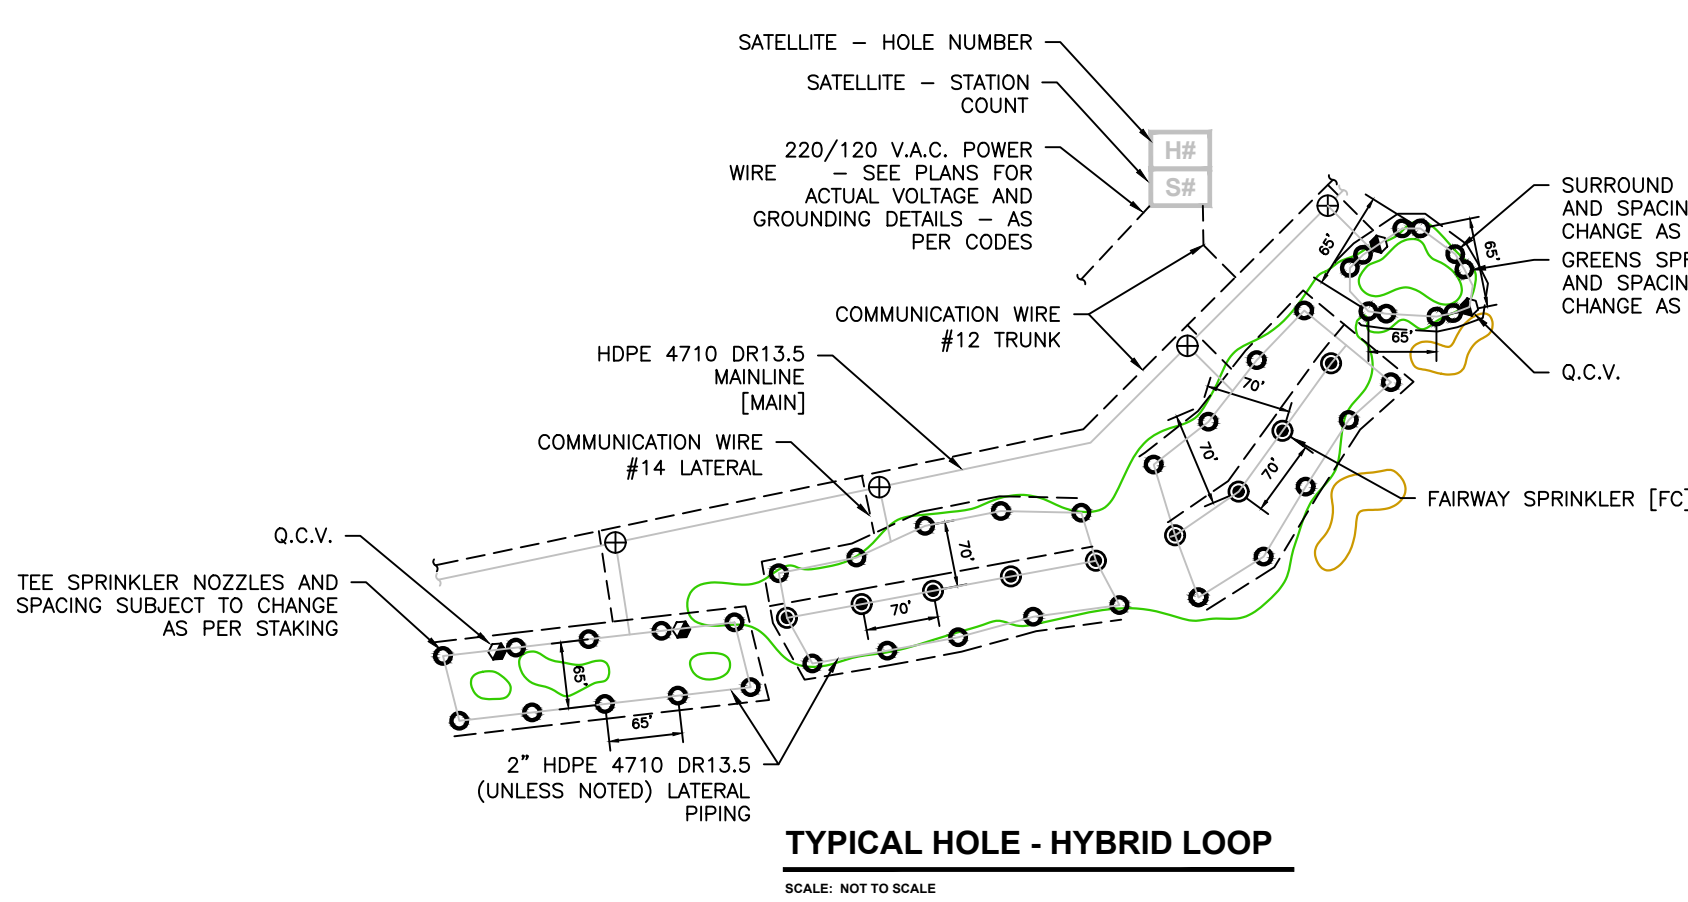 SATELLITE - HOLE NUMBER
SATELLITE - STATION
COUNT
220/120 V.A.C. POWER
WIRE - SEE PLANS FOR
ACTUAL VOLTAGE AND
GROUNDING DETAILS - AS
PER CODES
H#
S#
COMMUNICATION WIRE
#12 TRUNK
HDPE 4710 DR13.5
MAINLINE
[MAIN]
COMMUNICATION WIRE
#14 LATERAL
Q.C.V.
TEE SPRINKLER NOZZLES AND
SPACING SUBJECT TO CHANGE
AS PER STAKING
65'
65'
2" HDPE 4710 DR13.5
(UNLESS NOTED) LATERAL
PIPING
70'
70'
70'
70'
70'
65'
65'
65'
SURROUND
AND SPACIN
CHANGE AS
GREENS SPR
AND SPACIN
CHANGE AS
Q.C.V.
FAIRWAY SPRINKLER [FC]
TYPICAL HOLE - HYBRID LOOP
SCALE: NOT TO SCALE